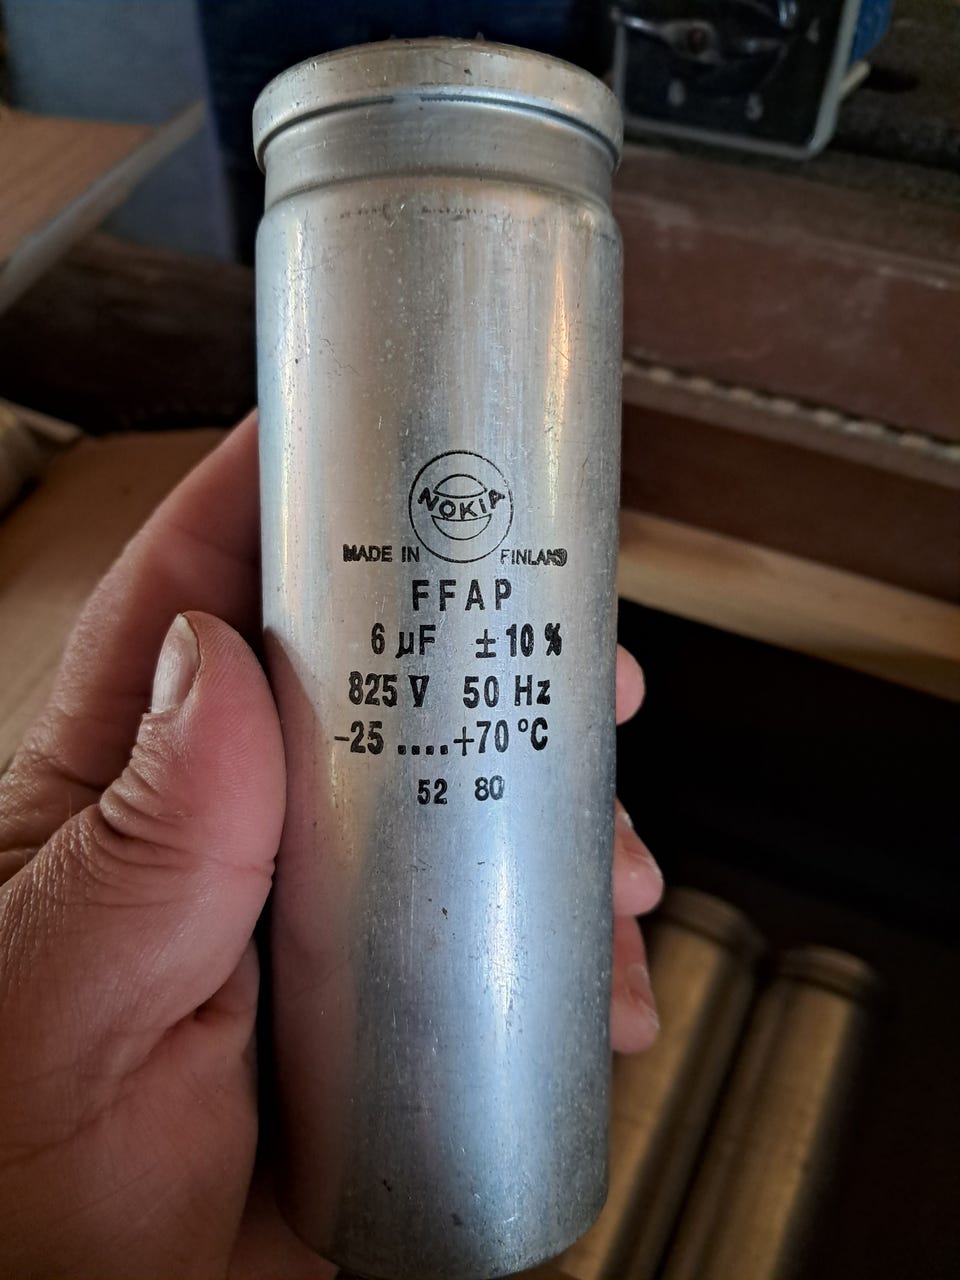 NOKIA
MADE IN FINLAND
FFAP
6 µF ± 10 %
825 V 50 Hz
-25 ....+70 °C
52 80